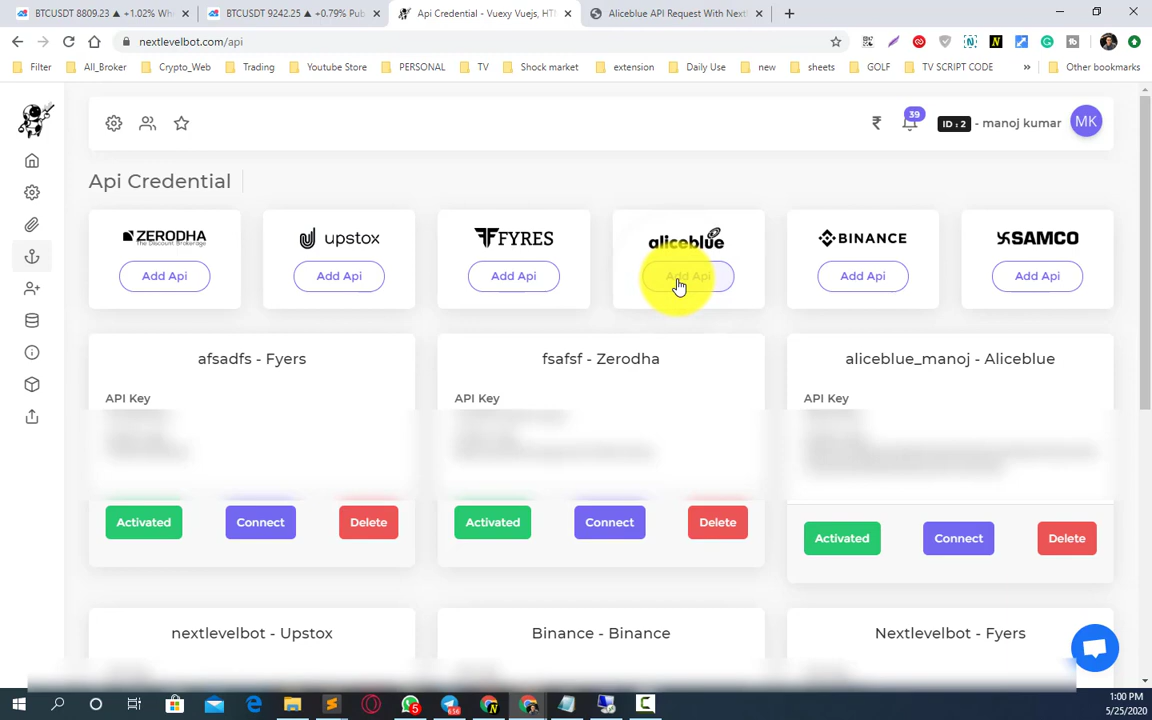 BTCUSDT 8809.23 ▲ +1.02% W
BTCUSDT 9242.25 ▲ +0.79% Pu
Api Credential - Vuexy Vuejs, HT
Aliceblue API Request With Next
nextlevelbot.com/api
Filter
All_Broker
Crypto_Web
Trading
Youtube Store
PERSONAL
TV
Shock market
extension
Daily Use
new
sheets
GOLF
TV SCRIPT CODE
»
Other bookmarks
₹
39
ID : 2 - manoj kumar
MK
Api Credential
ZERODHA
The Discount Brokerage
upstox
FYRES
aliceblue
BINANCE
SAMCO
Add Api
Add Api
Add Api
Add Api
Add Api
Add Api
afsadfs - Fyers
fsafsf - Zerodha
aliceblue_manoj - Aliceblue
API Key
API Key
API Key
Activated
Connect
Delete
Activated
Connect
Delete
Activated
Connect
Delete
nextlevelbot - Upstox
Binance - Binance
Nextlevelbot - Fyers
5
656
1:00 PM
5/25/2020